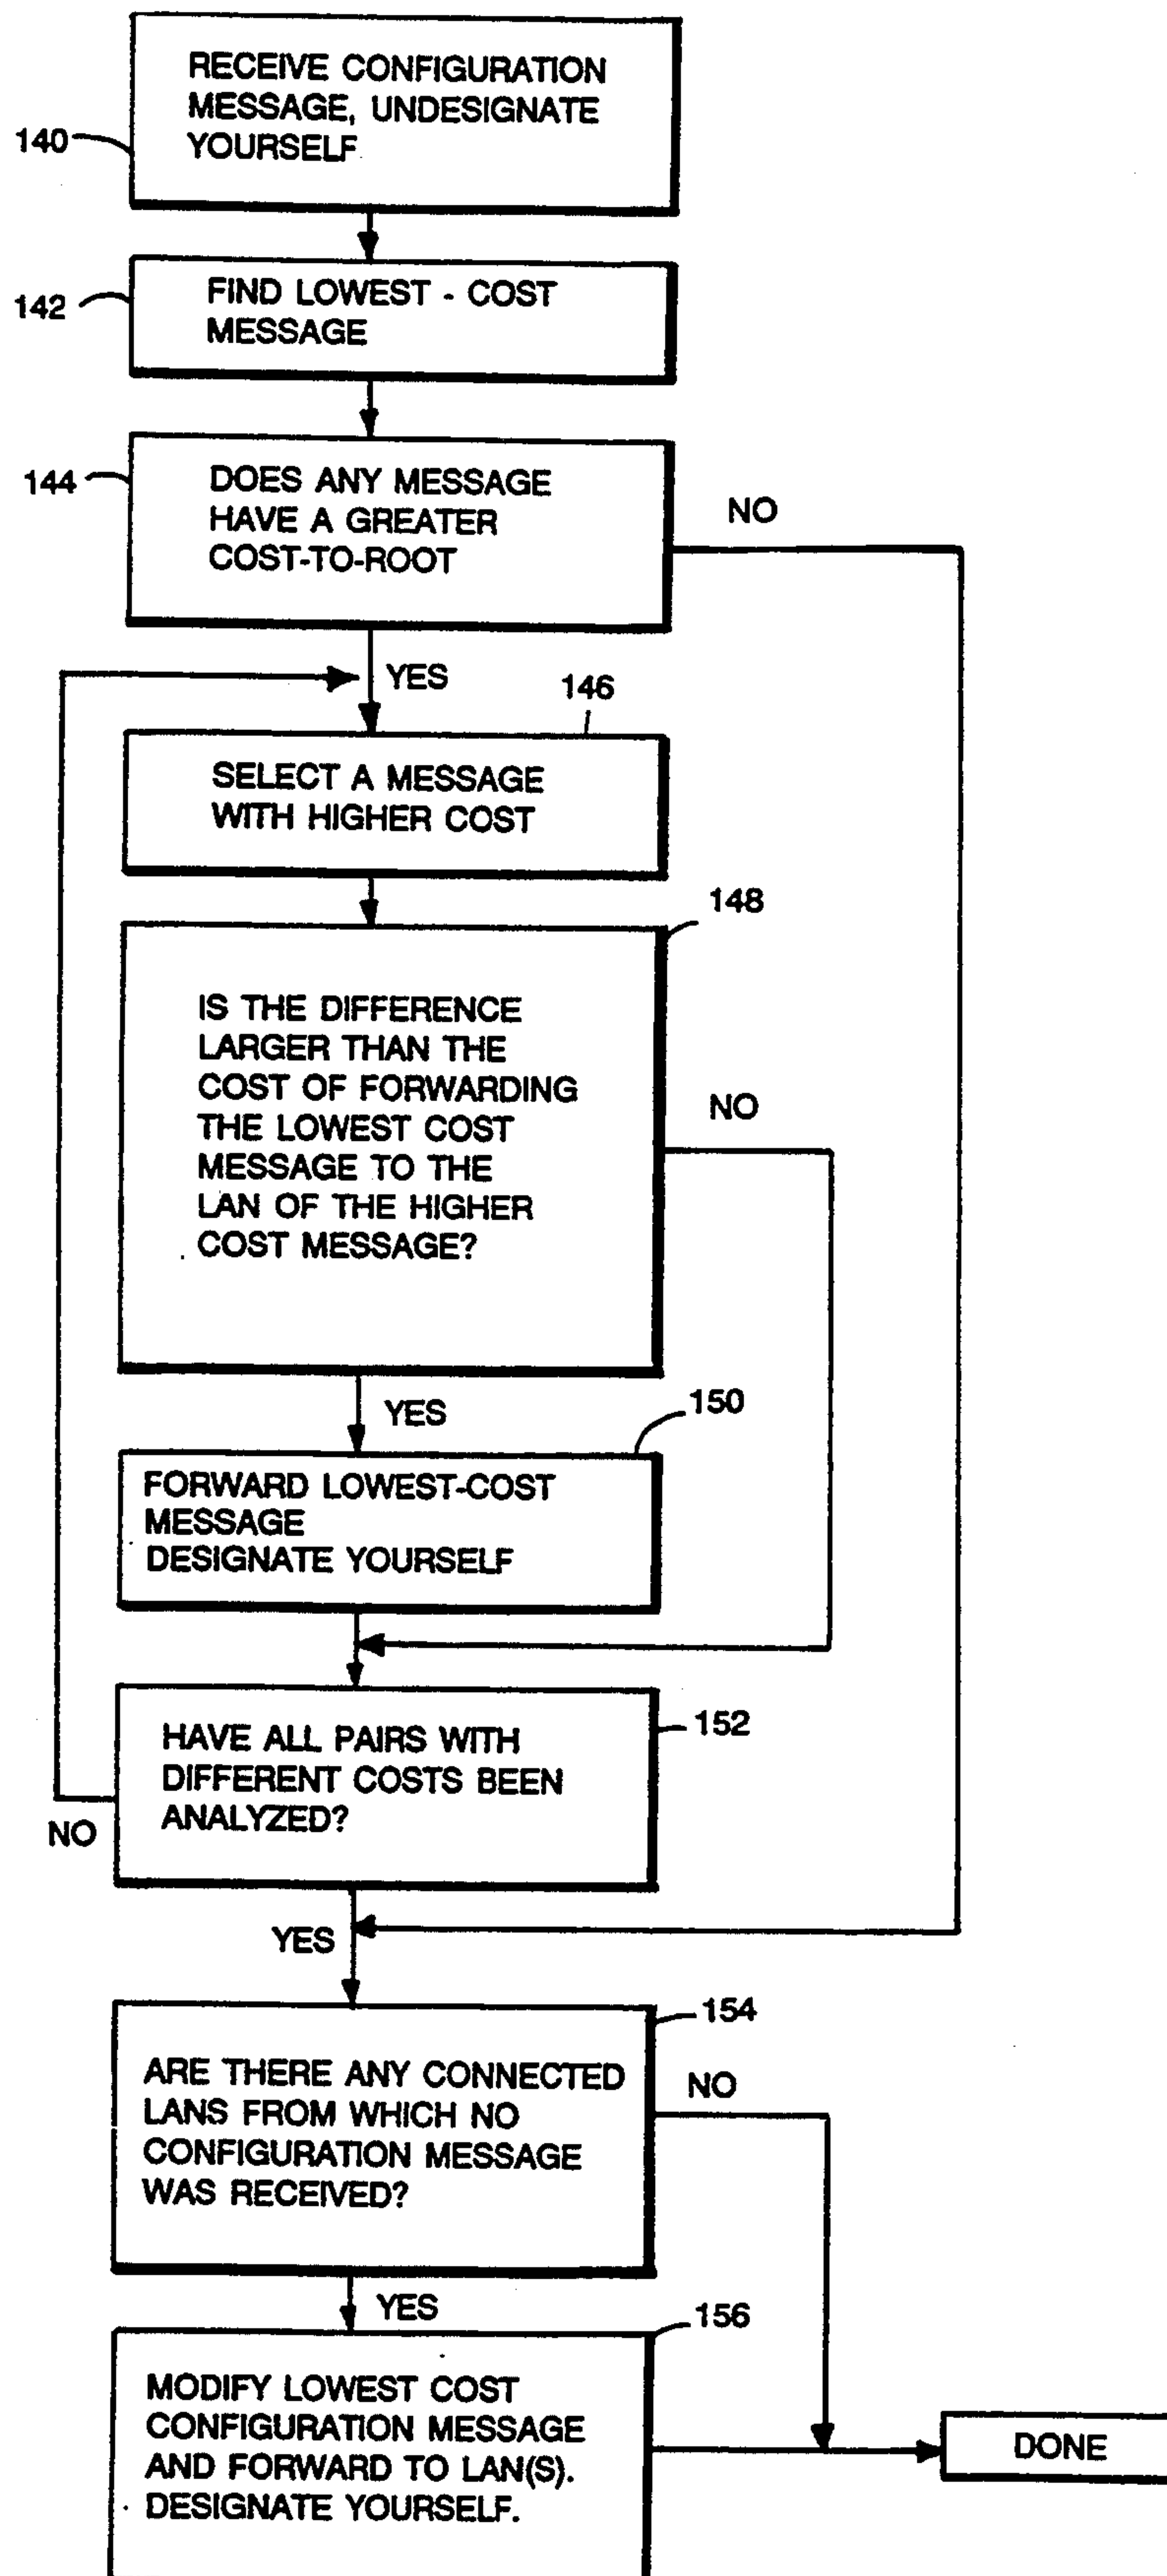 RECEIVE CONFIGURATION
MESSAGE, UNDESIGNATE
YOURSELF
140
142
FIND LOWEST - COST
MESSAGE
144
DOES ANY MESSAGE
HAVE A GREATER
COST-TO-ROOT
NO
YES
146
SELECT A MESSAGE
WITH HIGHER COST
148
IS THE DIFFERENCE
LARGER THAN THE
COST OF FORWARDING
THE LOWEST COST
MESSAGE TO THE
LAN OF THE HIGHER
COST MESSAGE?
NO
YES
150
FORWARD LOWEST-COST
MESSAGE
DESIGNATE YOURSELF
152
HAVE ALL PAIRS WITH
DIFFERENT COSTS BEEN
ANALYZED?
NO
YES
154
ARE THERE ANY CONNECTED
LANS FROM WHICH NO
CONFIGURATION MESSAGE
WAS RECEIVED?
NO
YES
156
MODIFY LOWEST COST
CONFIGURATION MESSAGE
AND FORWARD TO LAN(S).
DESIGNATE YOURSELF.
DONE